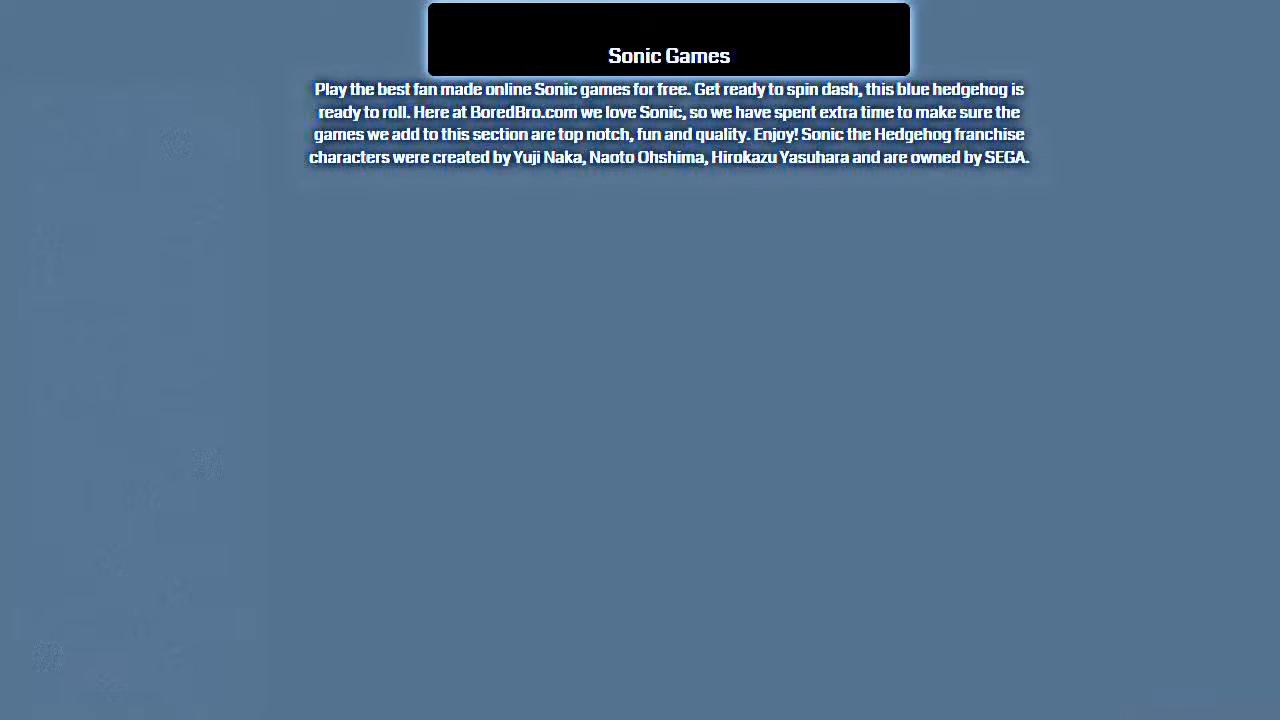 Sonic Games
Play the best fan made online Sonic games for free. Get ready to spin dash, this blue hedgehog is
ready to roll. Here at BoredBro.com we love Sonic, so we have spent extra time to make sure the
games we add to this section are top notch, fun and quality. Enjoy! Sonic the Hedgehog franchise
characters were created by Yuji Naka, Naoto Ohshima, Hirokazu Yasuhara and are owned by SEGA.